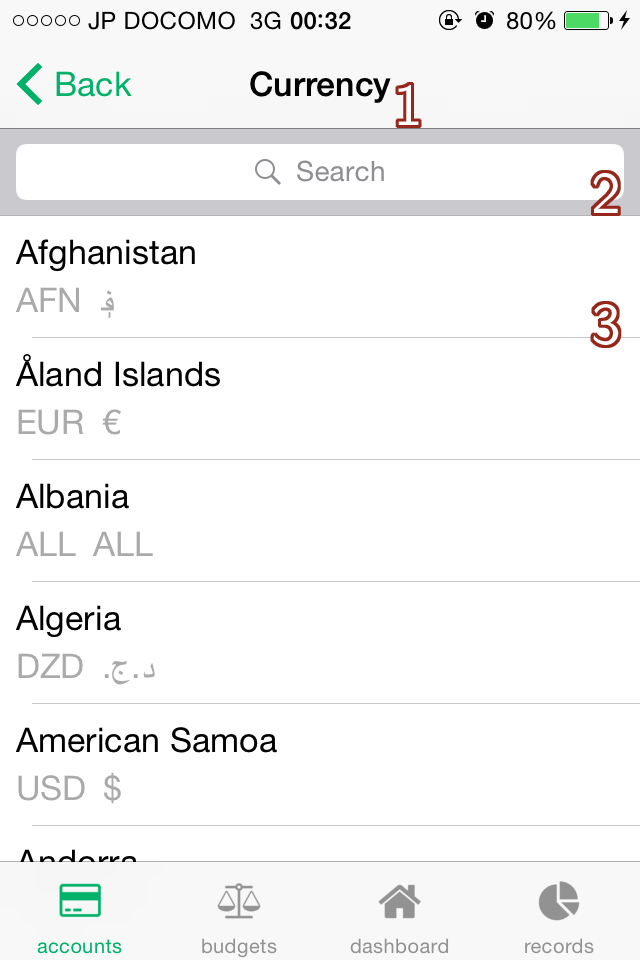 JP DOCOMO 3G 00:32 80%
Back Currency 1
Search 2
Afghanistan
AFN ؋
3
Åland Islands
EUR €
Albania
ALL ALL
Algeria
DZD د.ج.
American Samoa
USD $
Andorra
accounts budgets dashboard records